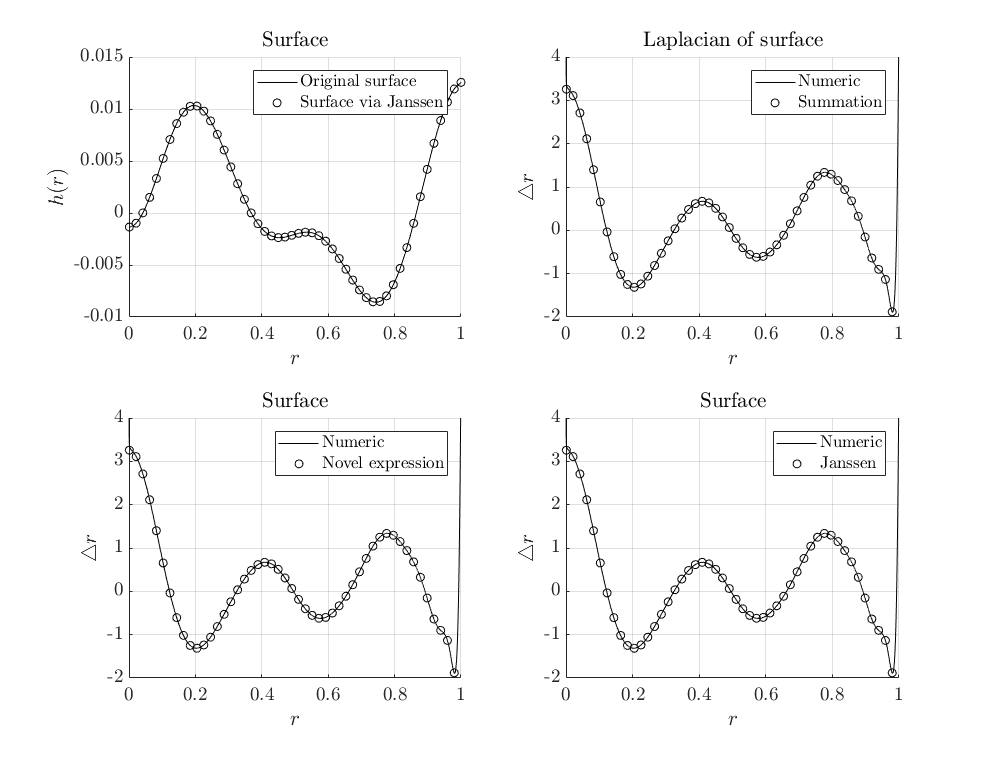 Surface
Original surface
Surface via Janssen
0.015
0.01
0.005
0
-0.005
-0.01
h(r)
0 0.2 0.4 0.6 0.8 1
r
Laplacian of surface
Numeric
Summation
4
3
2
1
0
-1
-2
△r
0 0.2 0.4 0.6 0.8 1
r
Surface
Numeric
Novel expression
4
3
2
1
0
-1
-2
△r
0 0.2 0.4 0.6 0.8 1
r
Surface
Numeric
Janssen
4
3
2
1
0
-1
-2
△r
0 0.2 0.4 0.6 0.8 1
r